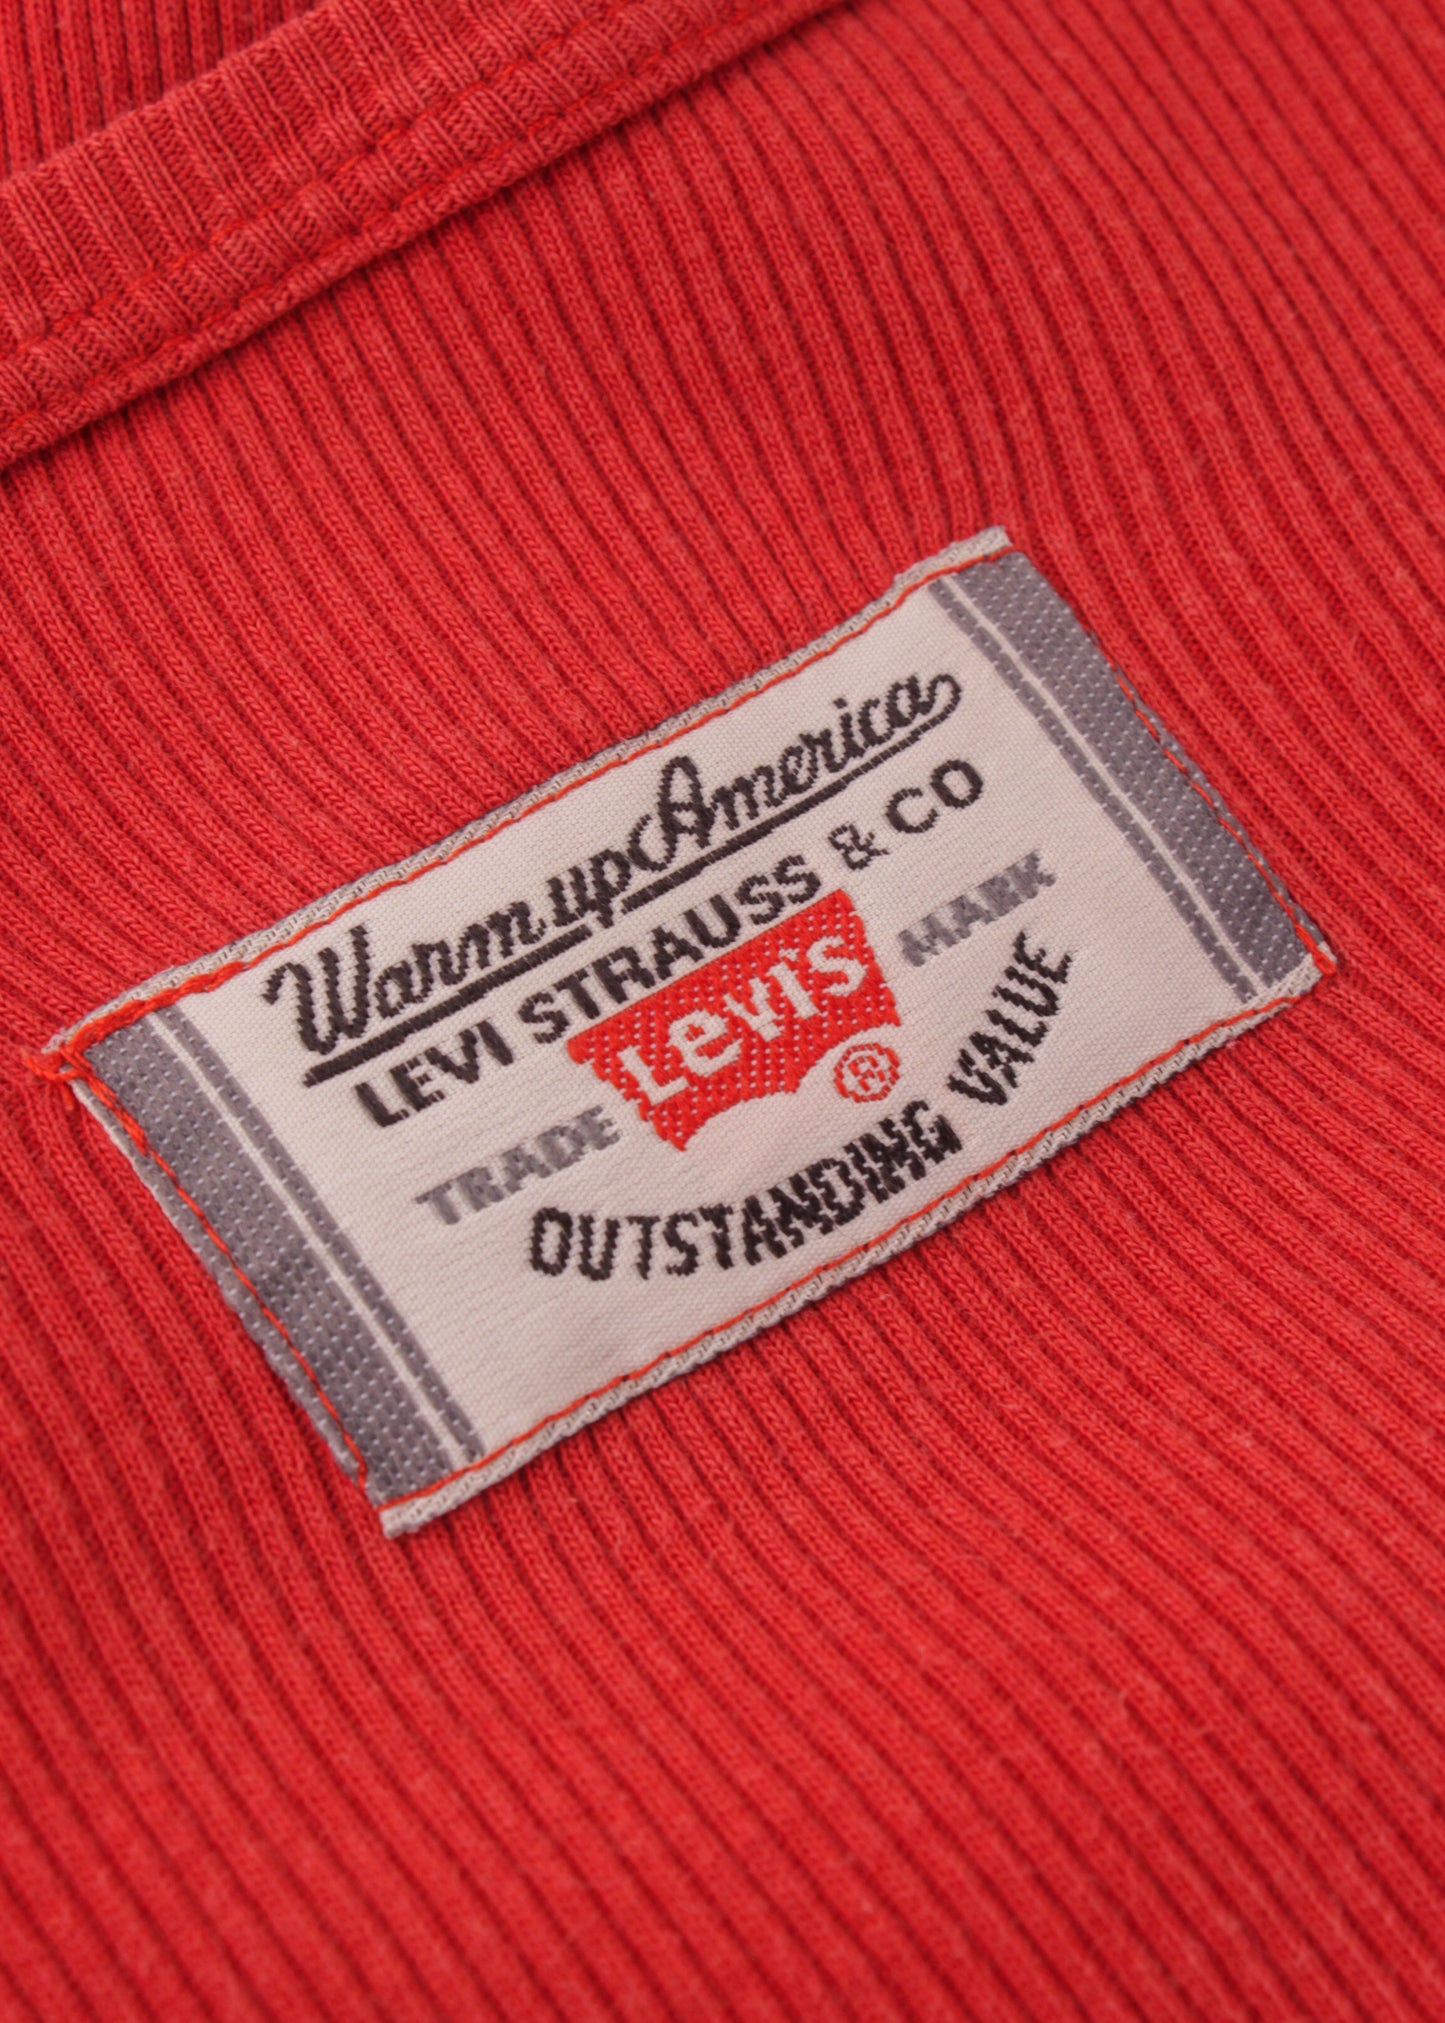 Warm up America
LEVI STRAUSS & CO
TRADE Levi's ® MARK
OUTSTANDING VALUE